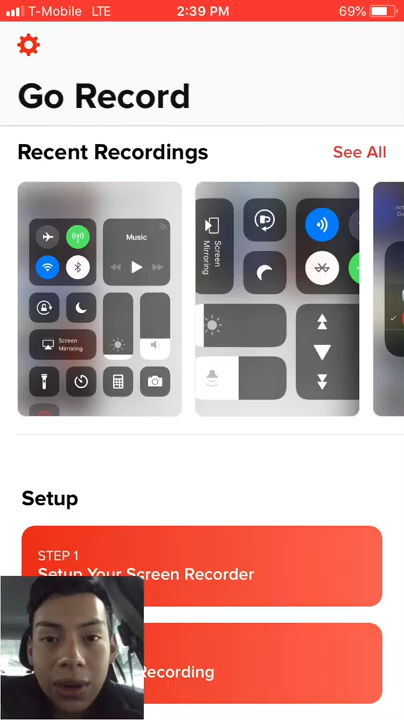 T-Mobile LTE 2:39 PM 69%
Go Record
Recent Recordings See All
Music
Screen
Mirroring
Screen
Mirroring
Setup
STEP 1
Setup Your Screen Recorder
Recording